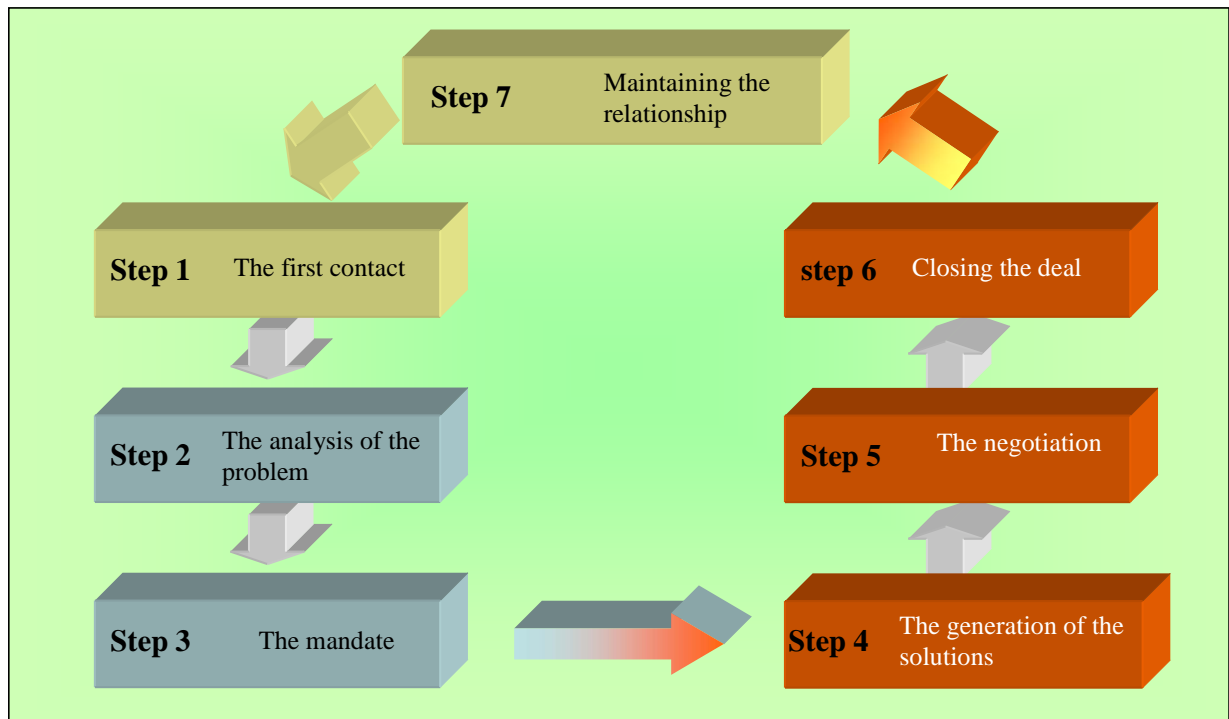 Step 7
Maintaining the
relationship
Step 1
The first contact
step 6
Closing the deal
Step 2
The analysis of the
problem
Step 5
The negotiation
Step 3
The mandate
Step 4
The generation of the
solutions